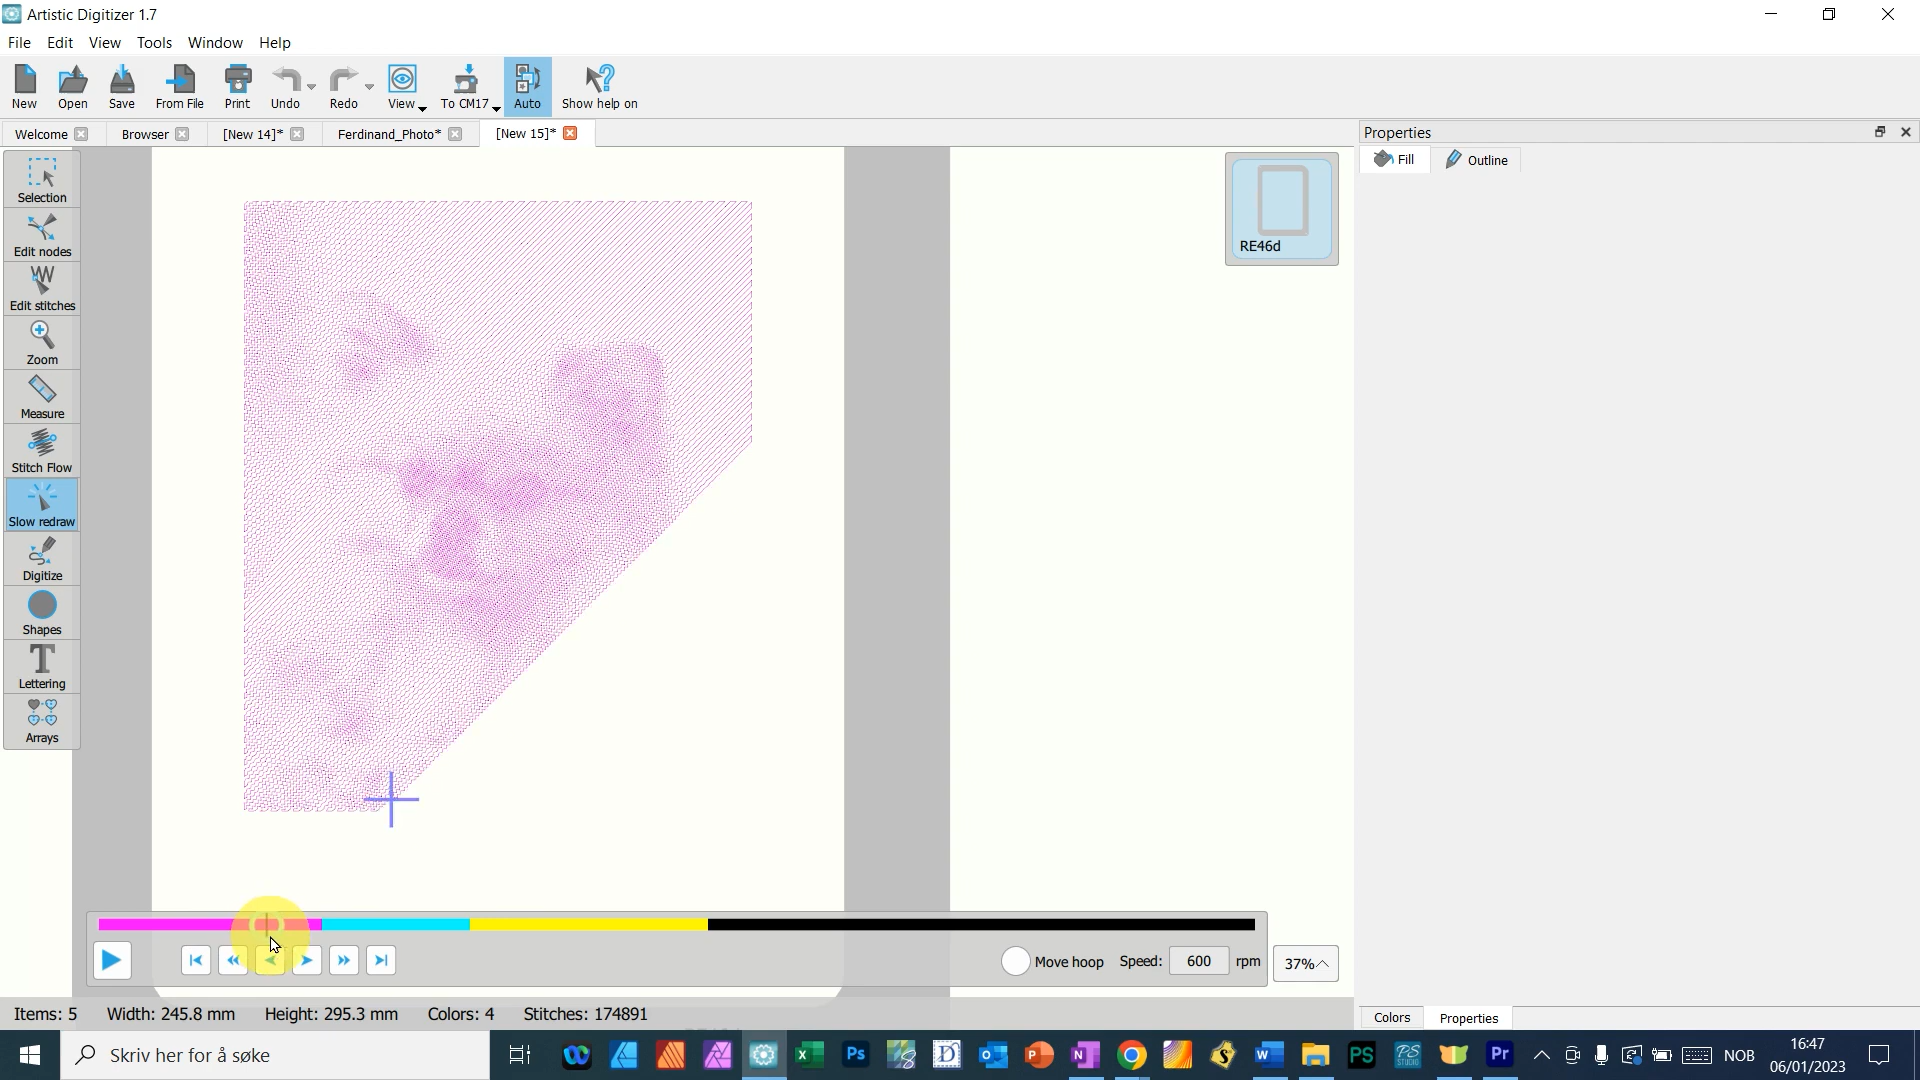 Artistic Digitizer 1.7
File Edit View Tools Window Help
New Open Save From File Print Undo Redo View To CM17 Auto Show help on
Welcome Browser [New 14]* Ferdinand_Photo* [New 15]*
Properties
Fill Outline
Selection
Edit nodes
Edit stitches
Zoom
Measure
Stitch Flow
Slow redraw
Digitize
Shapes
Lettering
Arrays
RE46d
Move hoop Speed: 600 rpm 37%
Items: 5 Width: 245.8 mm Height: 295.3 mm Colors: 4 Stitches: 174891
Colors Properties
Skriv her for å søke
NOB
16:47
06/01/2023